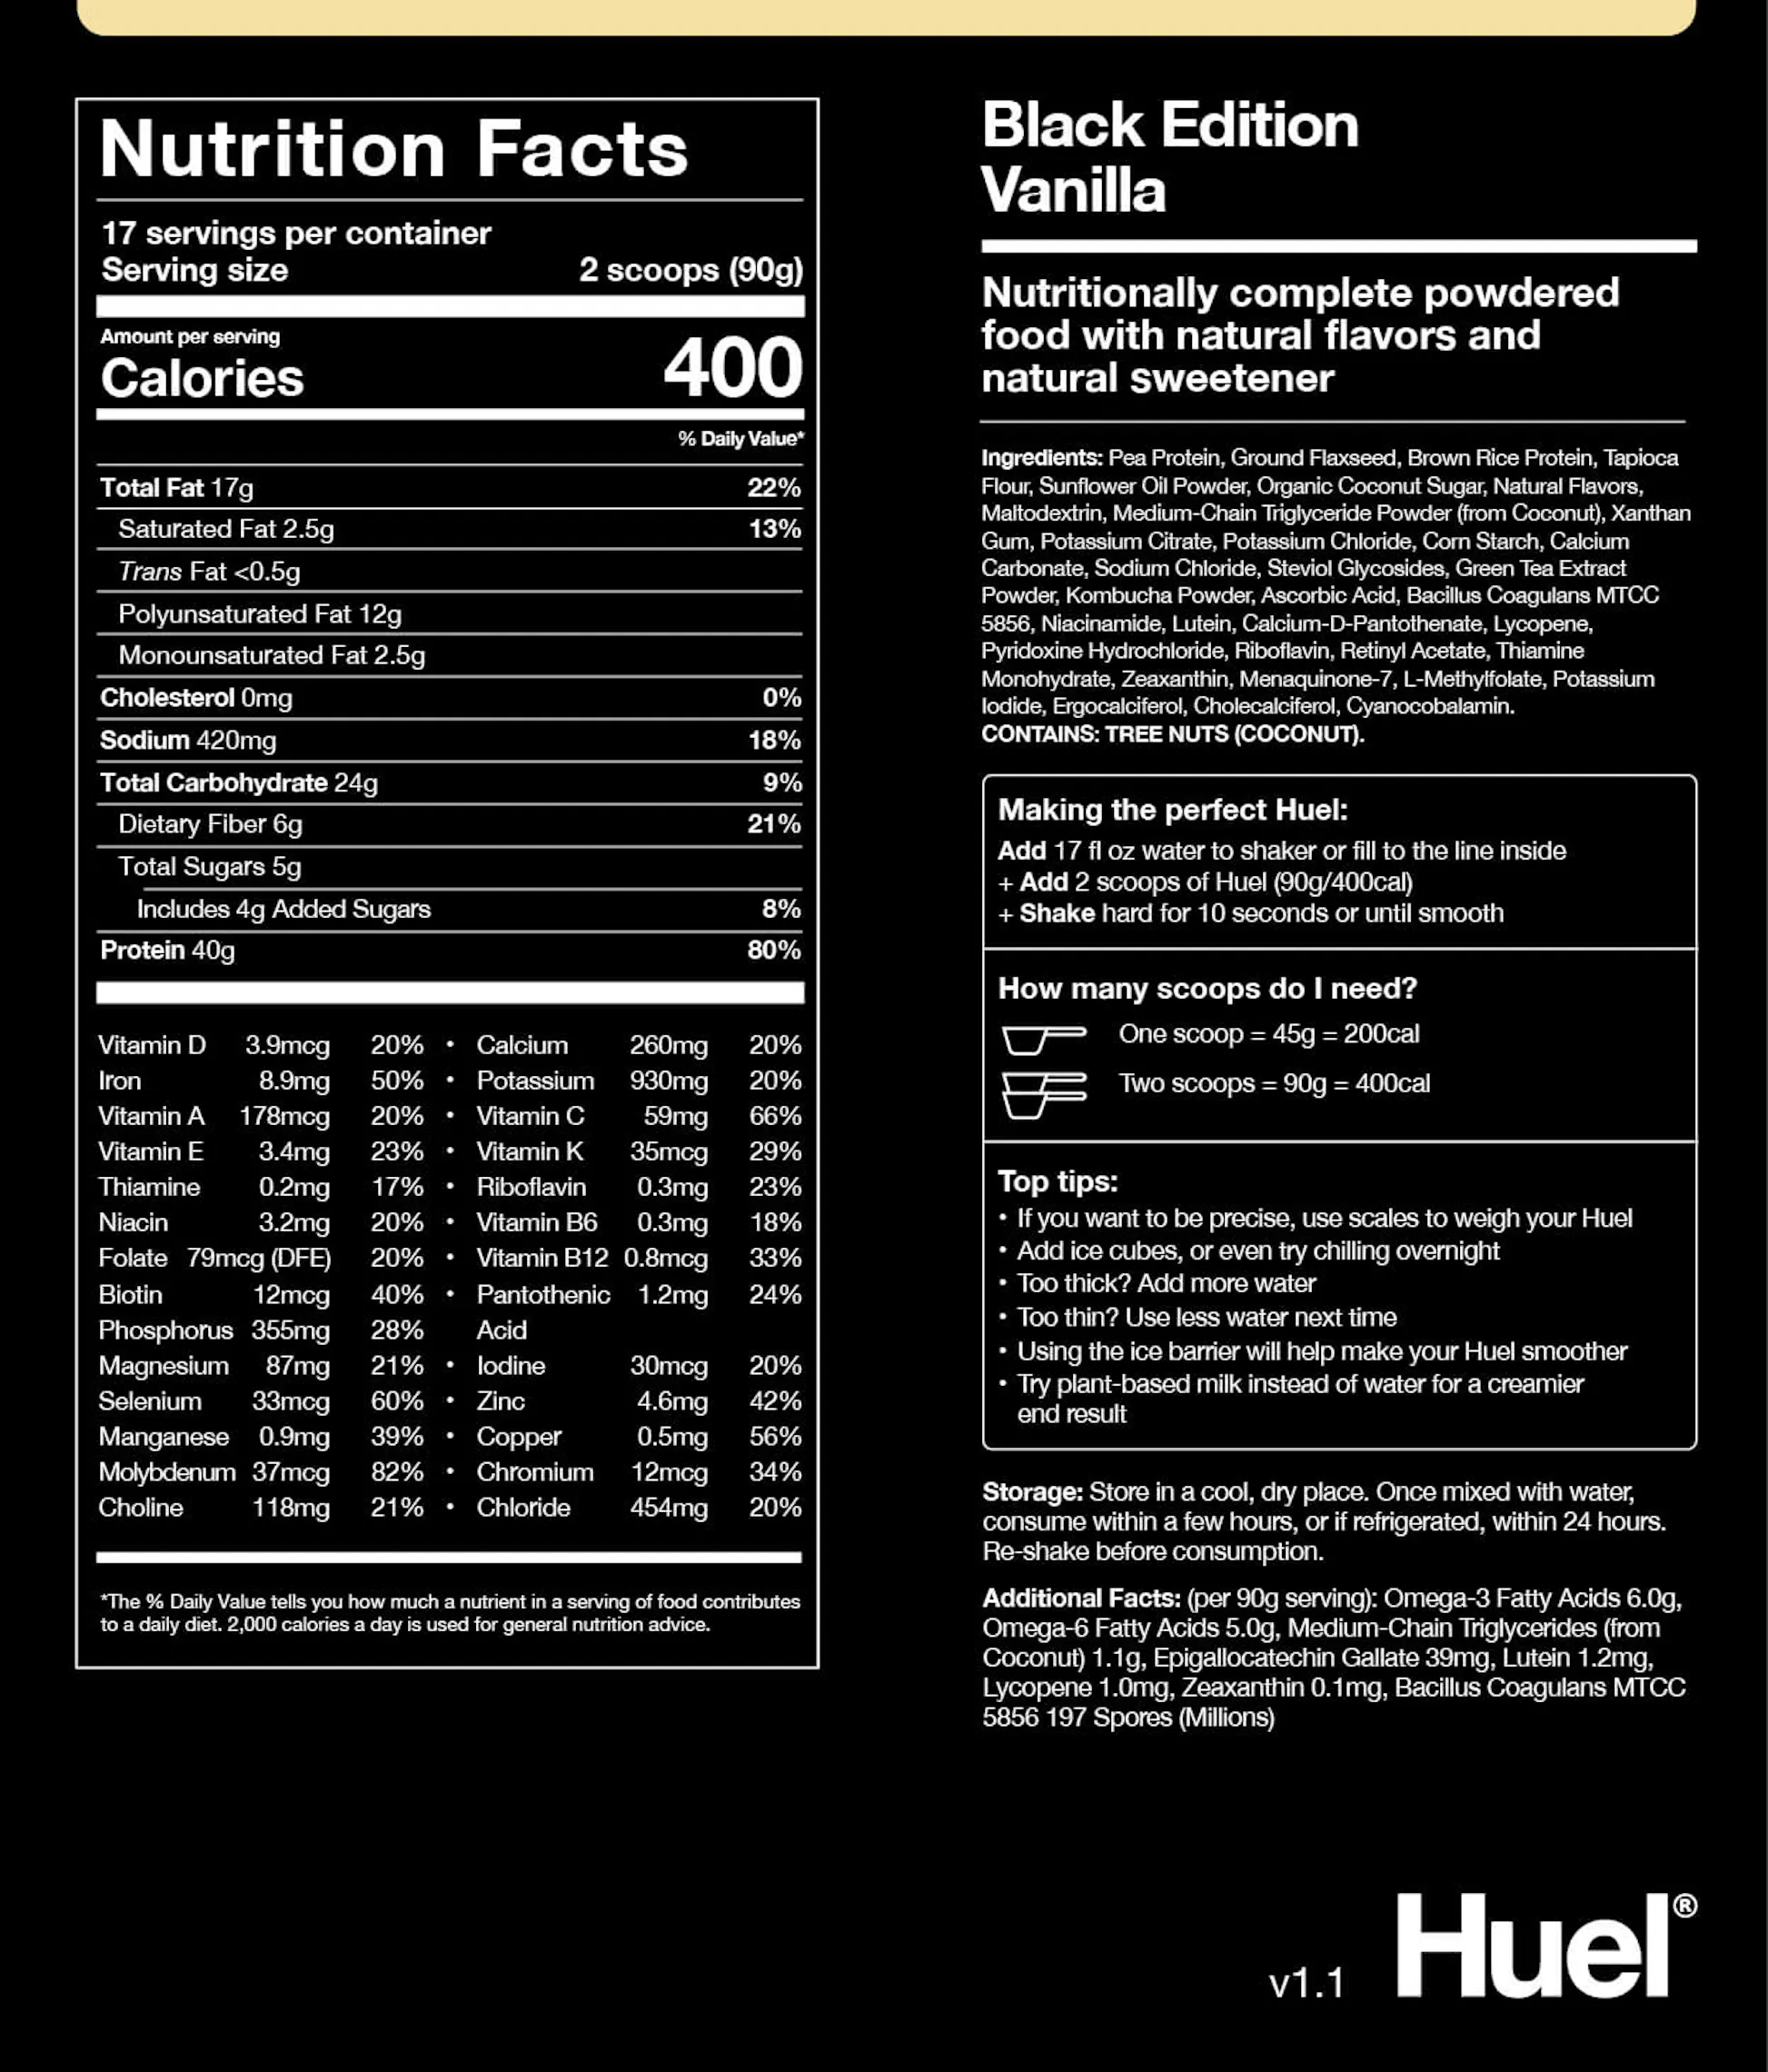 Nutrition Facts
17 servings per container
Serving size 2 scoops (90g)
Amount per serving
Calories 400
% Daily Value*
Total Fat 17g 22%
Saturated Fat 2.5g 13%
Trans Fat <0.5g
Polyunsaturated Fat 12g
Monounsaturated Fat 2.5g
Cholesterol 0mg 0%
Sodium 420mg 18%
Total Carbohydrate 24g 9%
Dietary Fiber 6g 21%
Total Sugars 5g
Includes 4g Added Sugars 8%
Protein 40g 80%
Vitamin D 3.9mcg 20% • Calcium 260mg 20%
Iron 8.9mg 50% • Potassium 930mg 20%
Vitamin A 178mcg 20% • Vitamin C 59mg 66%
Vitamin E 3.4mg 23% • Vitamin K 35mcg 29%
Thiamine 0.2mg 17% • Riboflavin 0.3mg 23%
Niacin 3.2mg 20% • Vitamin B6 0.3mg 18%
Folate 79mcg (DFE) 20% • Vitamin B12 0.8mcg 33%
Biotin 12mcg 40% • Pantothenic 1.2mg 24%
Phosphorus 355mg 28% Acid
Magnesium 87mg 21% • Iodine 30mcg 20%
Selenium 33mcg 60% • Zinc 4.6mg 42%
Manganese 0.9mg 39% • Copper 0.5mg 56%
Molybdenum 37mcg 82% • Chromium 12mcg 34%
Choline 118mg 21% • Chloride 454mg 20%
*The % Daily Value tells you how much a nutrient in a serving of food contributes
to a daily diet. 2,000 calories a day is used for general nutrition advice.
Black Edition
Vanilla
Nutritionally complete powdered
food with natural flavors and
natural sweetener
Ingredients: Pea Protein, Ground Flaxseed, Brown Rice Protein, Tapioca
Flour, Sunflower Oil Powder, Organic Coconut Sugar, Natural Flavors,
Maltodextrin, Medium-Chain Triglyceride Powder (from Coconut), Xanthan
Gum, Potassium Citrate, Potassium Chloride, Corn Starch, Calcium
Carbonate, Sodium Chloride, Steviol Glycosides, Green Tea Extract
Powder, Kombucha Powder, Ascorbic Acid, Bacillus Coagulans MTCC
5856, Niacinamide, Lutein, Calcium-D-Pantothenate, Lycopene,
Pyridoxine Hydrochloride, Riboflavin, Retinyl Acetate, Thiamine
Monohydrate, Zeaxanthin, Menaquinone-7, L-Methylfolate, Potassium
Iodide, Ergocalciferol, Cholecalciferol, Cyanocobalamin.
CONTAINS: TREE NUTS (COCONUT).
Making the perfect Huel:
Add 17 fl oz water to shaker or fill to the line inside
+ Add 2 scoops of Huel (90g/400cal)
+ Shake hard for 10 seconds or until smooth
How many scoops do I need?
One scoop = 45g = 200cal
Two scoops = 90g = 400cal
Top tips:
• If you want to be precise, use scales to weigh your Huel
• Add ice cubes, or even try chilling overnight
• Too thick? Add more water
• Too thin? Use less water next time
• Using the ice barrier will help make your Huel smoother
• Try plant-based milk instead of water for a creamier
end result
Storage: Store in a cool, dry place. Once mixed with water,
consume within a few hours, or if refrigerated, within 24 hours.
Re-shake before consumption.
Additional Facts: (per 90g serving): Omega-3 Fatty Acids 6.0g,
Omega-6 Fatty Acids 5.0g, Medium-Chain Triglycerides (from
Coconut) 1.1g, Epigallocatechin Gallate 39mg, Lutein 1.2mg,
Lycopene 1.0mg, Zeaxanthin 0.1mg, Bacillus Coagulans MTCC
5856 197 Spores (Millions)
v1.1 Huel®